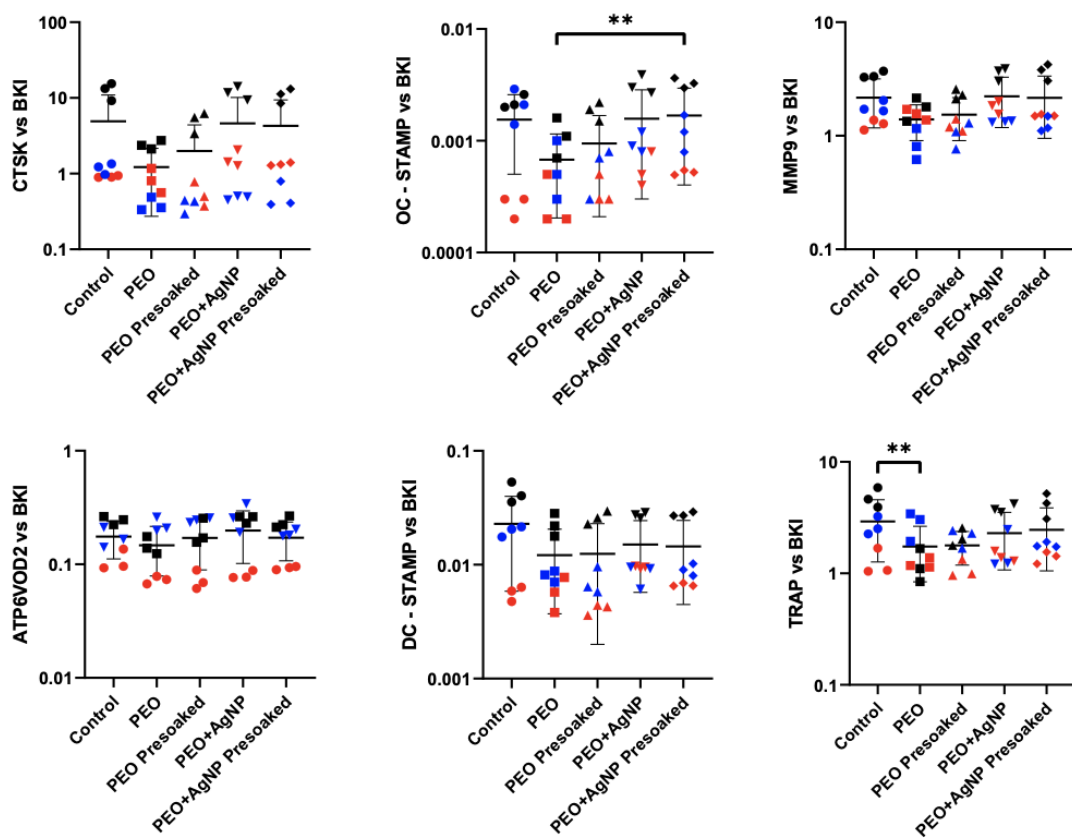 CTSK vs BKI
100
10
1
0.1
Control
PEO
PEO Presoaked
PEO+AgNP
PEO+AgNP Presoaked
OC - STAMP vs BKI
0.01
0.001
0.0001
**
Control
PEO
PEO Presoaked
PEO+AgNP
PEO+AgNP Presoaked
MMP9 vs BKI
10
1
0.1
Control
PEO
PEO Presoaked
PEO+AgNP
PEO+AgNP Presoaked
ATP6VOD2 vs BKI
1
0.1
0.01
Control
PEO
PEO Presoaked
PEO+AgNP
PEO+AgNP Presoaked
DC - STAMP vs BKI
0.1
0.01
0.001
Control
PEO
PEO Presoaked
PEO+AgNP
PEO+AgNP Presoaked
TRAP vs BKI
10
1
0.1
**
Control
PEO
PEO Presoaked
PEO+AgNP
PEO+AgNP Presoaked